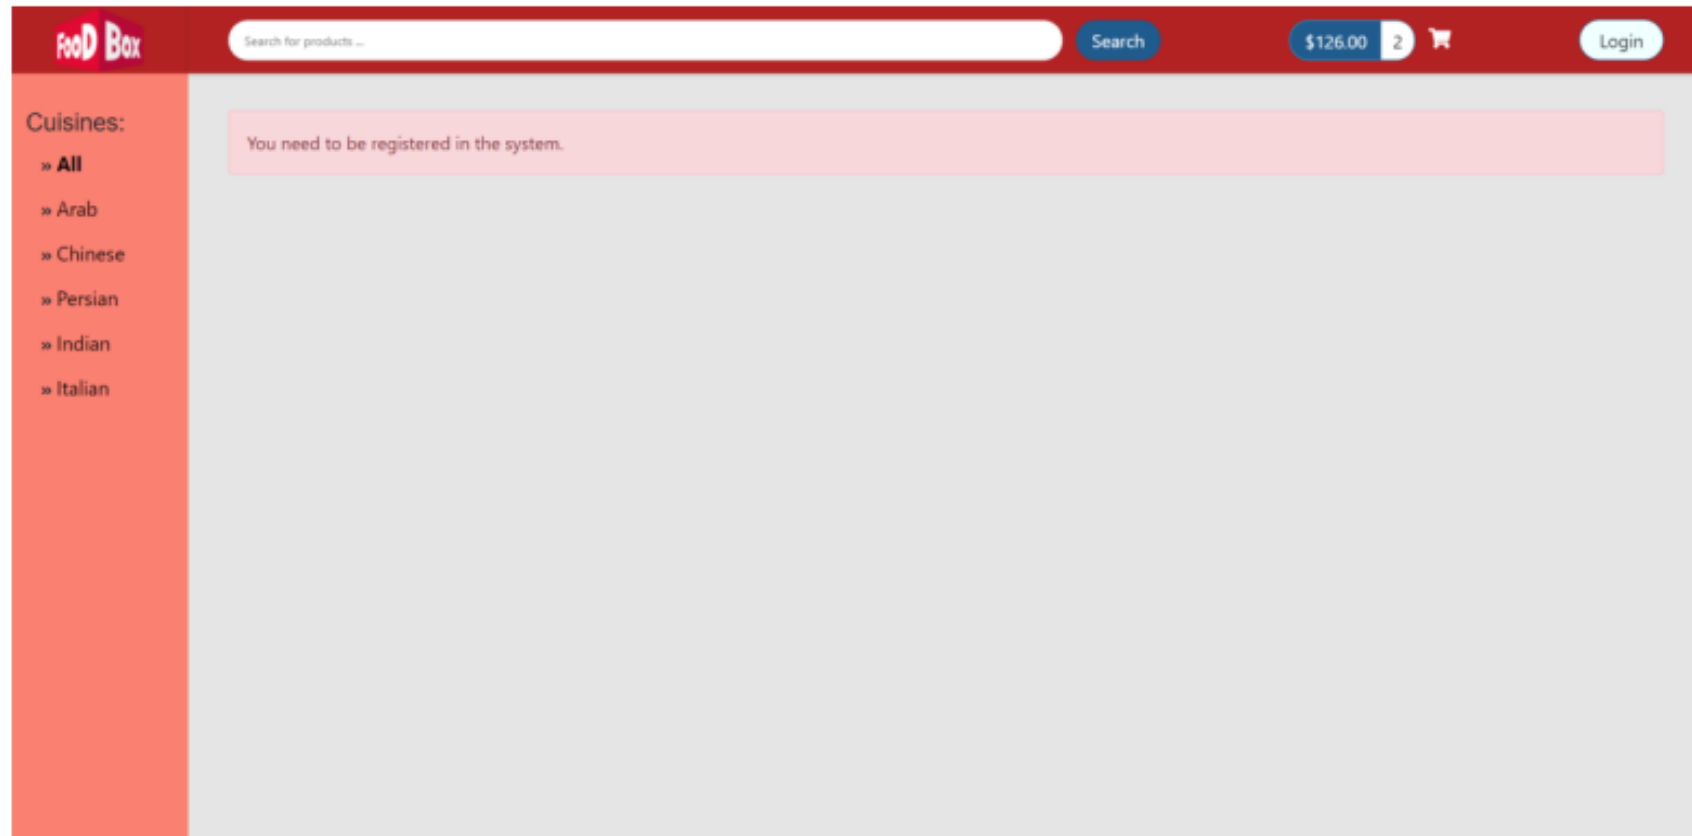 FooD Box
Search for products ...
Search
$126.00 2
Login
Cuisines:
» All
» Arab
» Chinese
» Persian
» Indian
» Italian
You need to be registered in the system.